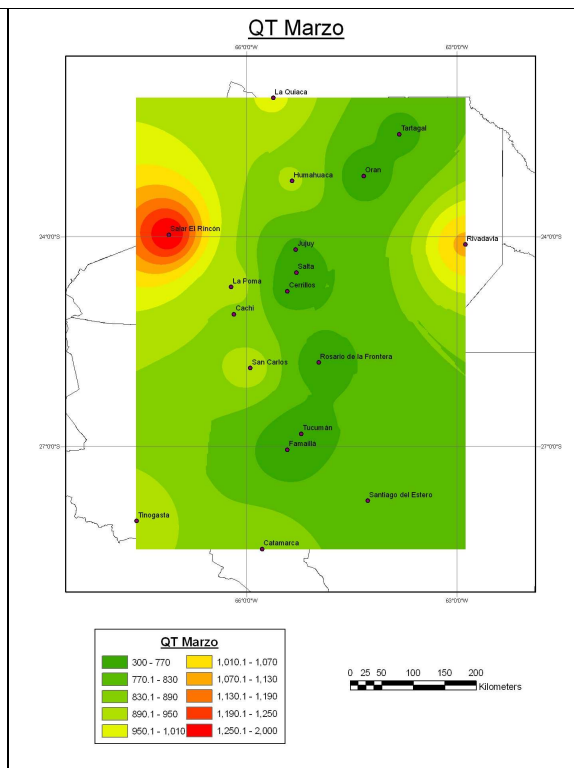 QT Marzo
66°0'0"W
63°0'0"W
La Quiaca
Tartagal
Oran
Humahuaca
24°0'0"S
24°0'0"S
Salar El Rincón
Rivadavia
Jujuy
Salta
La Poma
Cerrillos
Cachi
San Carlos
Rosario de la Frontera
Tucumán
27°0'0"S
27°0'0"S
Famailla
Santiago del Estero
Tinogasta
Catamarca
66°0'0"W
63°0'0"W
QT Marzo
300 - 770
770.1 - 830
830.1 - 890
890.1 - 950
950.1 - 1,010
1,010.1 - 1,070
1,070.1 - 1,130
1,130.1 - 1,190
1,190.1 - 1,250
1,250.1 - 2,000
0 25 50 100 150 200
Kilometers